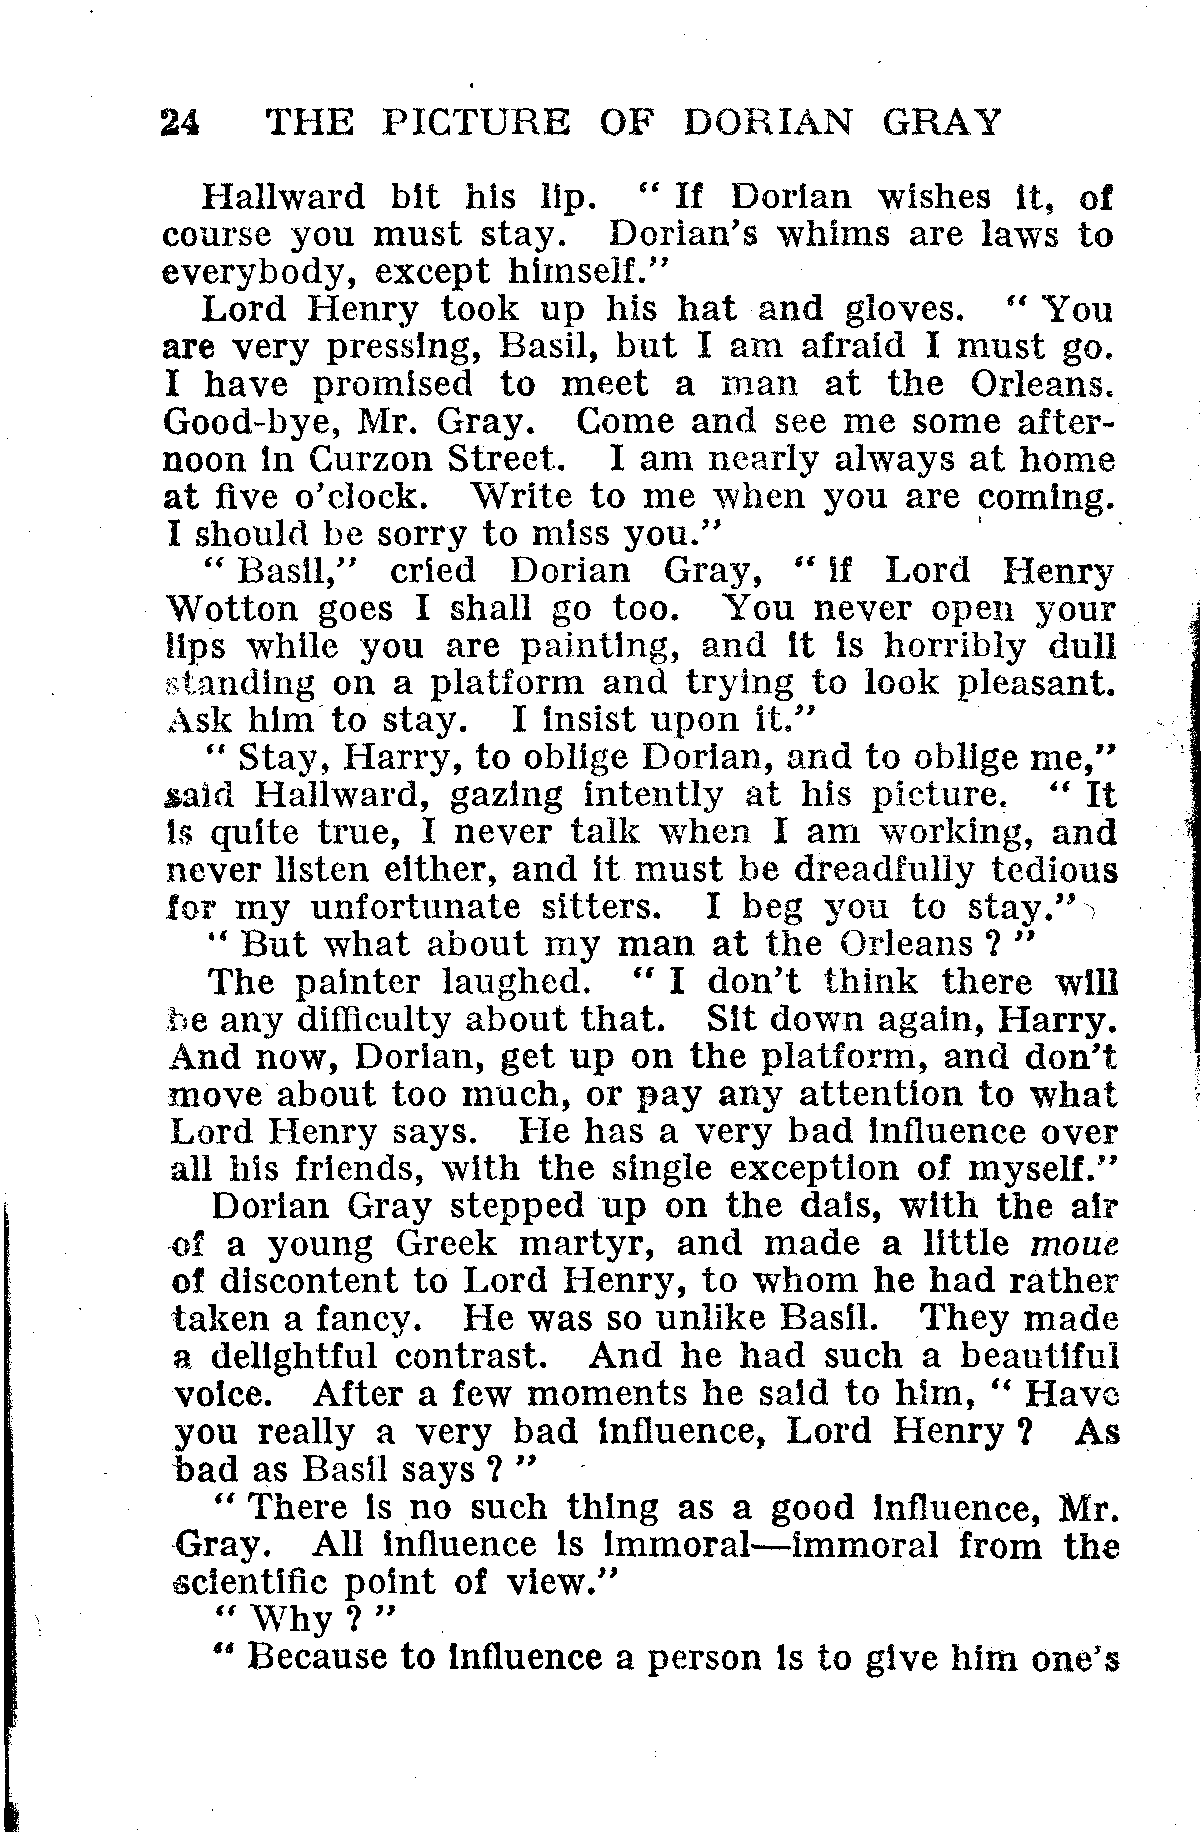 24 THE PICTURE OF DORIAN GRAY
Hallward bit his lip. “ If Dorian wishes it, of
course you must stay. Dorian’s whims are laws to
everybody, except himself.”
Lord Henry took up his hat and gloves. “ You
are very pressing, Basil, but I am afraid I must go.
I have promised to meet a man at the Orleans.
Good-bye, Mr. Gray. Come and see me some after-
noon in Curzon Street. I am nearly always at home
at five o’clock. Write to me when you are coming.
I should be sorry to miss you.”
“ Basil,” cried Dorian Gray, “ if Lord Henry
Wotton goes I shall go too. You never open your
lips while you are painting, and it is horribly dull
standing on a platform and trying to look pleasant.
Ask him to stay. I insist upon it.”
“ Stay, Harry, to oblige Dorian, and to oblige me,”
said Hallward, gazing intently at his picture. “ It
is quite true, I never talk when I am working, and
never listen either, and it must be dreadfully tedious
for my unfortunate sitters. I beg you to stay.”
“ But what about my man at the Orleans ? ”
The painter laughed. “ I don’t think there will
be any difficulty about that. Sit down again, Harry.
And now, Dorian, get up on the platform, and don’t
move about too much, or pay any attention to what
Lord Henry says. He has a very bad influence over
all his friends, with the single exception of myself.”
Dorian Gray stepped up on the dais, with the air
of a young Greek martyr, and made a little moue
of discontent to Lord Henry, to whom he had rather
taken a fancy. He was so unlike Basil. They made
a delightful contrast. And he had such a beautiful
voice. After a few moments he said to him, “ Have
you really a very bad influence, Lord Henry ? As
bad as Basil says ? ”
“ There is no such thing as a good influence, Mr.
Gray. All influence is immoral—immoral from the
scientific point of view.”
“ Why ? ”
“ Because to influence a person is to give him one’s